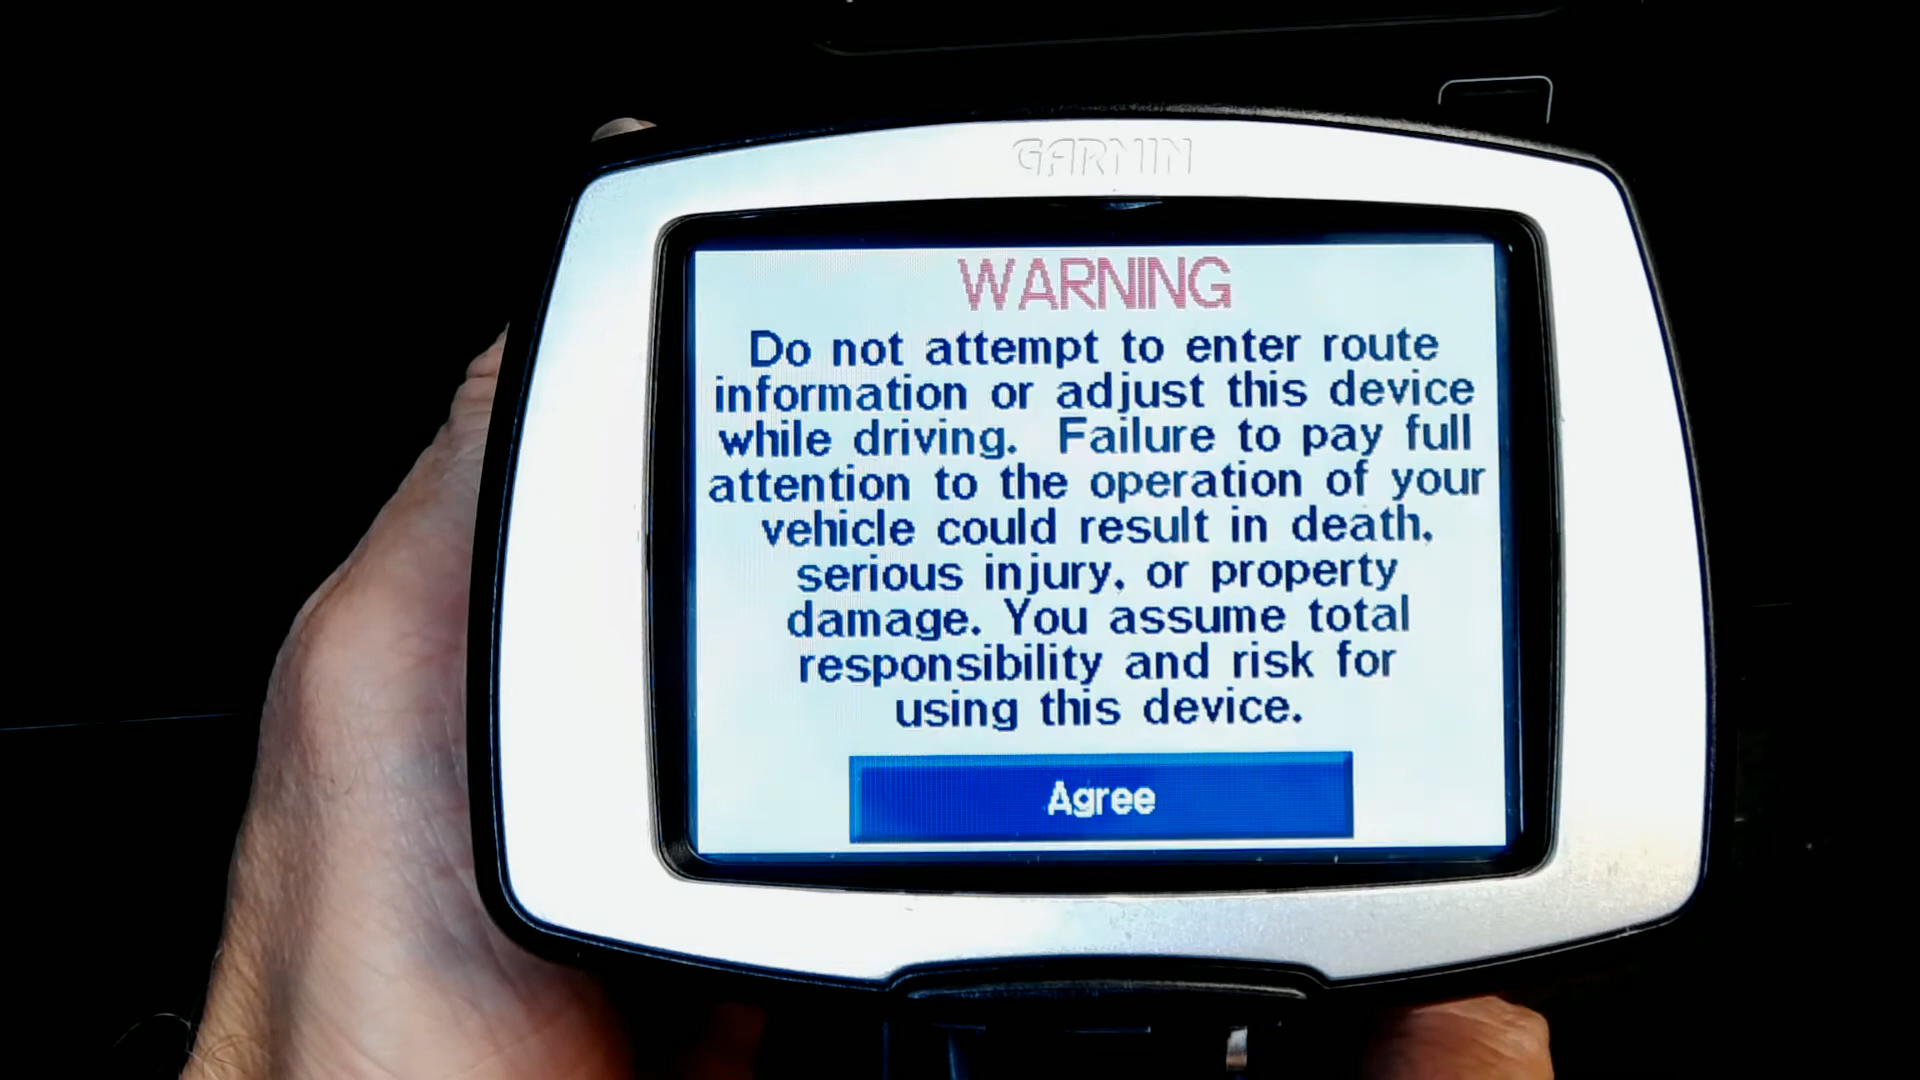 GARMIN
WARNING
Do not attempt to enter route
information or adjust this device
while driving.  Failure to pay full
attention to the operation of your
vehicle could result in death,
serious injury, or property
damage. You assume total
responsibility and risk for
using this device.
Agree